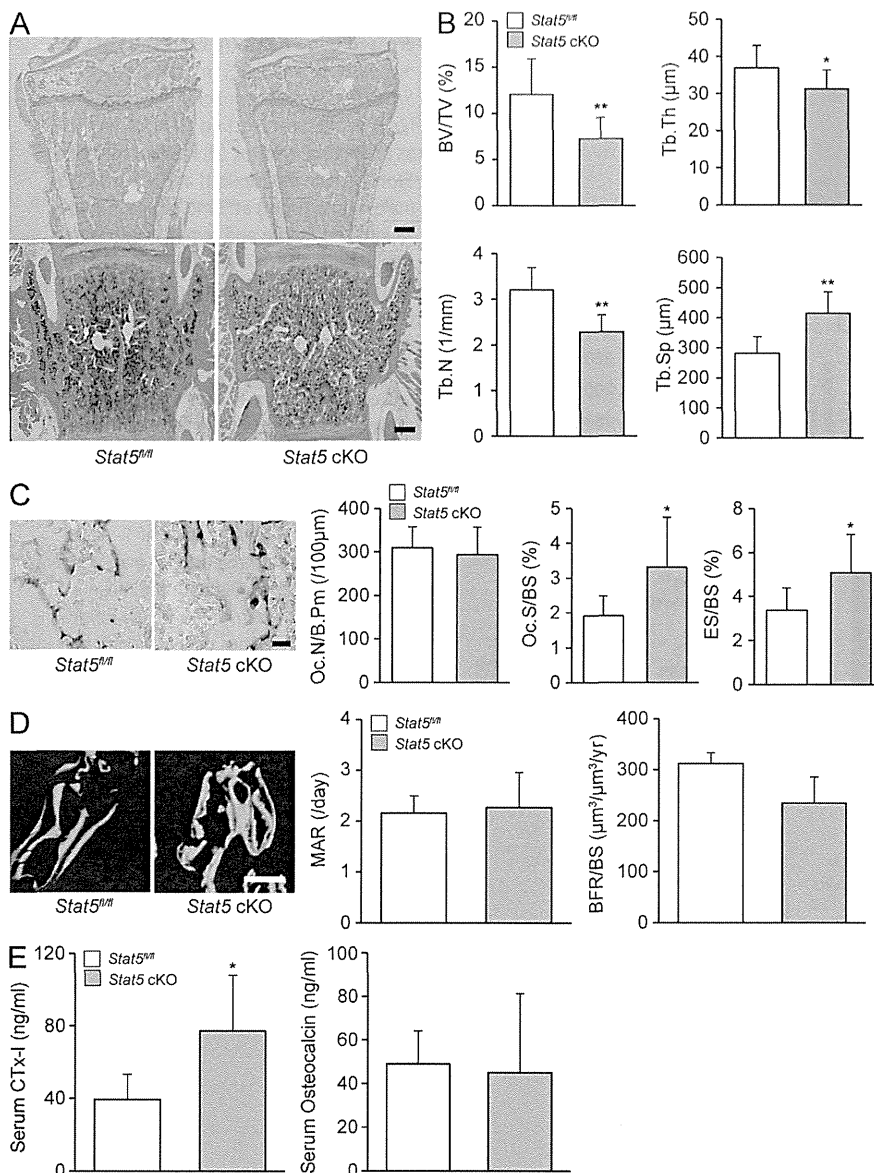 A
Stat5fl/fl
Stat5 cKO
B
Stat5fl/fl
Stat5 cKO
BV/TV (%)
20
15
10
5
0
**
Tb.Th (µm)
50
40
30
20
10
0
*
Tb.N (1/mm)
4
3
2
1
0
**
Tb.Sp (µm)
600
500
400
300
200
100
0
**
C
Stat5fl/fl
Stat5 cKO
Oc.N/B.Pm (/100µm)
400
300
200
100
0
Stat5fl/fl
Stat5 cKO
Oc.S/BS (%)
5
4
3
2
1
0
*
ES/BS (%)
8
6
4
2
0
*
D
Stat5fl/fl
Stat5 cKO
MAR (/day)
4
3
2
1
0
Stat5fl/fl
Stat5 cKO
BFR/BS (µm³/µm³/yr)
400
300
200
100
0
E
Serum CTx-I (ng/ml)
120
80
40
0
Stat5fl/fl
Stat5 cKO
*
Serum Osteocalcin (ng/ml)
100
80
60
40
20
0